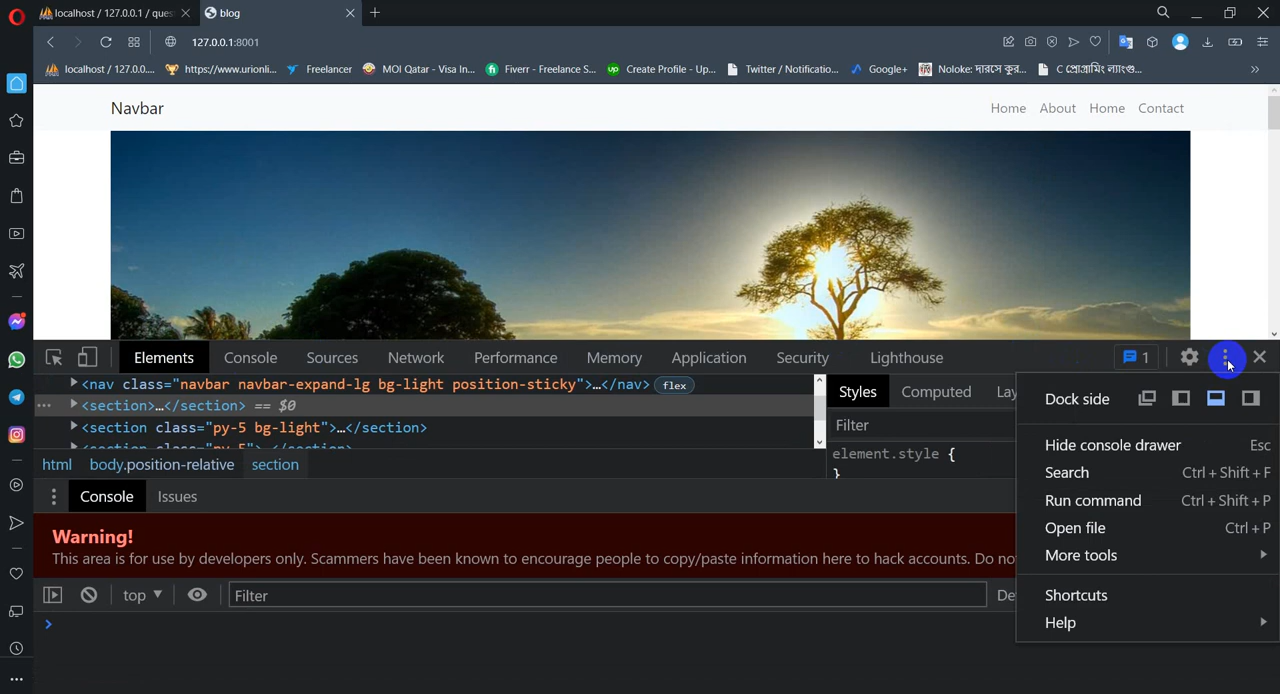 localhost / 127.0.0.1 / ques
blog
127.0.0.1:8001
localhost / 127.0.0....
https://www.urionli...
Freelancer
MOI Qatar - Visa In...
Fiverr - Freelance S...
Create Profile - Up...
Twitter / Notificatio...
Google+
Noloke: দারসে কুর...
C প্রোগ্রামিং ল্যাংগু...
Navbar
Home About Home Contact
Elements Console Sources Network Performance Memory Application Security Lighthouse
1
<nav class="navbar navbar-expand-lg bg-light position-sticky">…</nav> flex
<section>…</section> == $0
<section class="py-5 bg-light">…</section>
html body.position-relative section
Styles Computed Lay
Filter
element.style {
}
Console Issues
Warning!
This area is for use by developers only. Scammers have been known to encourage people to copy/paste information here to hack accounts. Do no
top
Filter
De
Dock side
Hide console drawer Esc
Search Ctrl + Shift + F
Run command Ctrl + Shift + P
Open file Ctrl + P
More tools
Shortcuts
Help